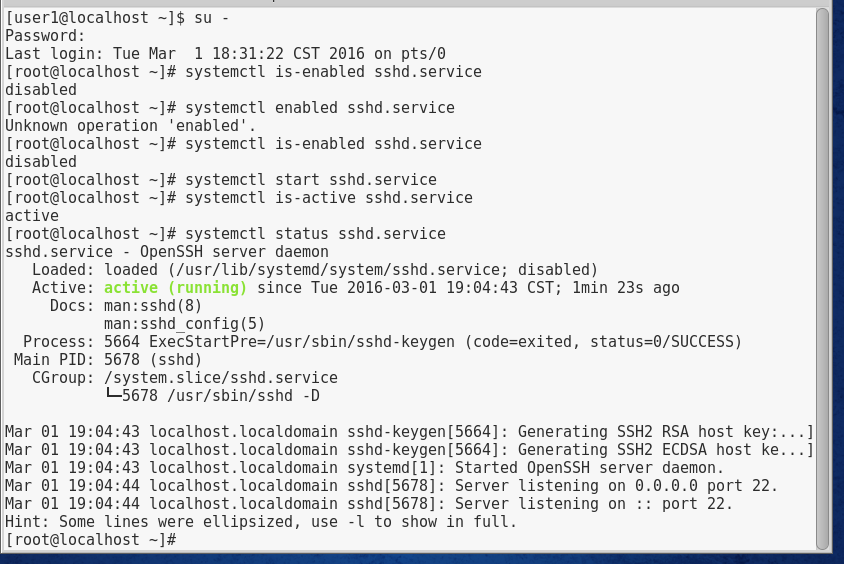 [user1@localhost ~]$ su -
Password:
Last login: Tue Mar  1 18:31:22 CST 2016 on pts/0
[root@localhost ~]# systemctl is-enabled sshd.service
disabled
[root@localhost ~]# systemctl enabled sshd.service
Unknown operation 'enabled'.
[root@localhost ~]# systemctl is-enabled sshd.service
disabled
[root@localhost ~]# systemctl start sshd.service
[root@localhost ~]# systemctl is-active sshd.service
active
[root@localhost ~]# systemctl status sshd.service
sshd.service - OpenSSH server daemon
   Loaded: loaded (/usr/lib/systemd/system/sshd.service; disabled)
   Active: active (running) since Tue 2016-03-01 19:04:43 CST; 1min 23s ago
     Docs: man:sshd(8)
           man:sshd_config(5)
  Process: 5664 ExecStartPre=/usr/sbin/sshd-keygen (code=exited, status=0/SUCCESS)
 Main PID: 5678 (sshd)
   CGroup: /system.slice/sshd.service
           └─5678 /usr/sbin/sshd -D

Mar 01 19:04:43 localhost.localdomain sshd-keygen[5664]: Generating SSH2 RSA host key:...]
Mar 01 19:04:43 localhost.localdomain sshd-keygen[5664]: Generating SSH2 ECDSA host ke...]
Mar 01 19:04:43 localhost.localdomain systemd[1]: Started OpenSSH server daemon.
Mar 01 19:04:44 localhost.localdomain sshd[5678]: Server listening on 0.0.0.0 port 22.
Mar 01 19:04:44 localhost.localdomain sshd[5678]: Server listening on :: port 22.
Hint: Some lines were ellipsized, use -l to show in full.
[root@localhost ~]#